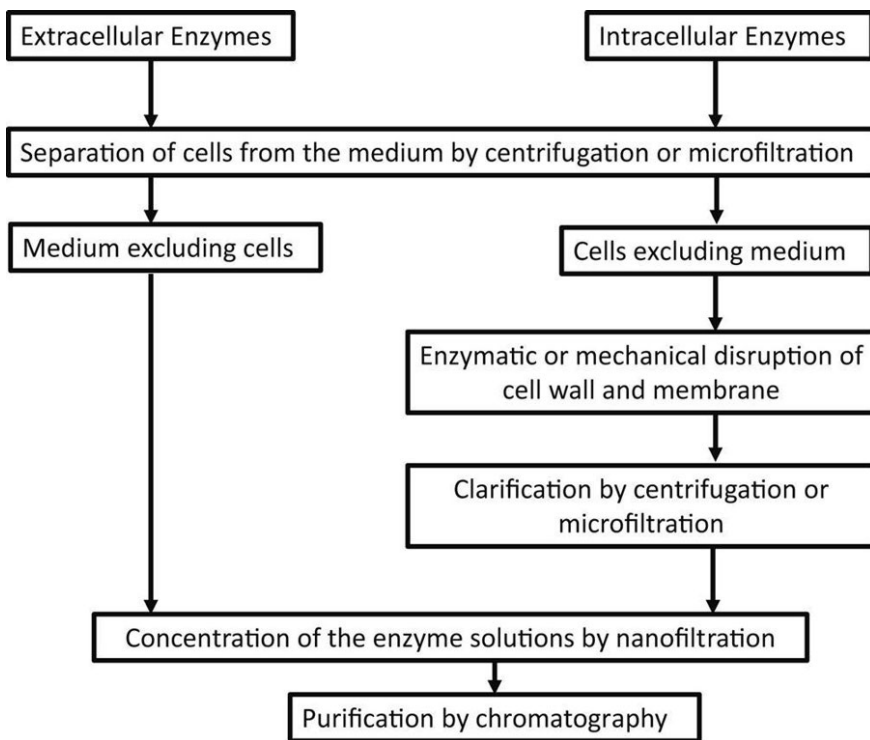 Extracellular Enzymes
Intracellular Enzymes
Separation of cells from the medium by centrifugation or microfiltration
Medium excluding cells
Cells excluding medium
Enzymatic or mechanical disruption of
cell wall and membrane
Clarification by centrifugation or
microfiltration
Concentration of the enzyme solutions by nanofiltration
Purification by chromatography